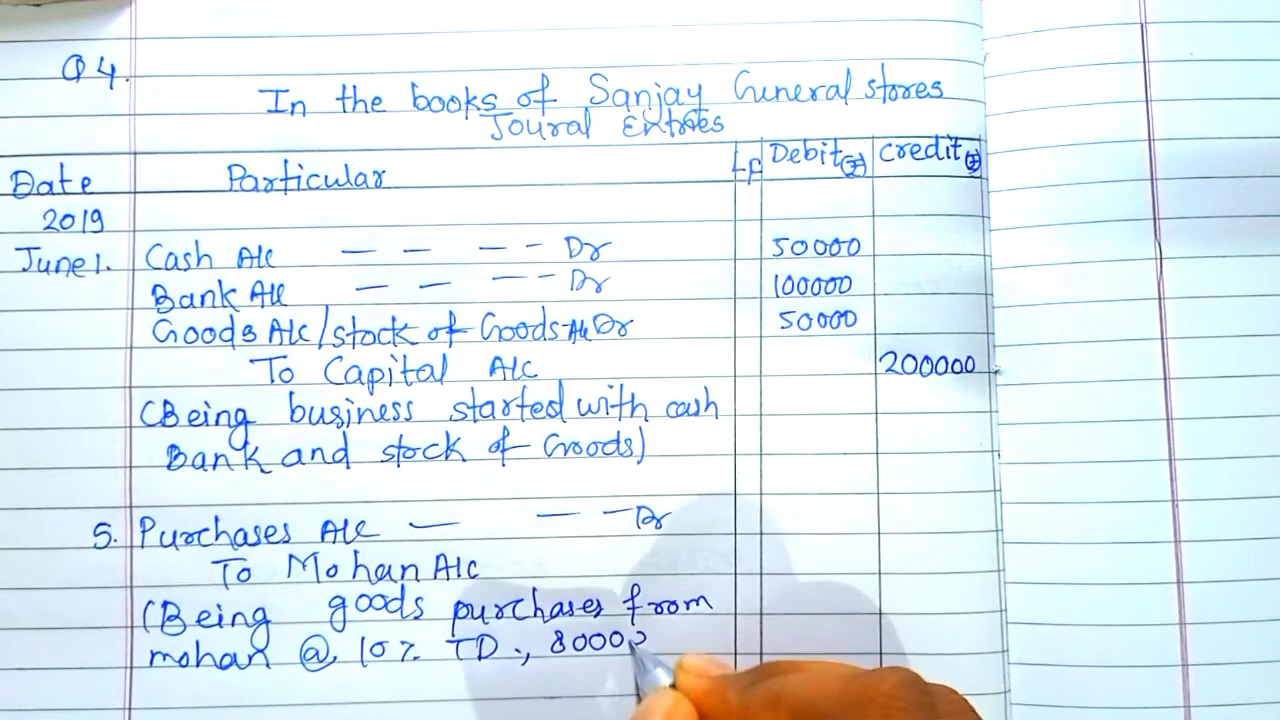 Q4.
In the books of Sanjay General stores
Joural Entries
Date Particular LF Debit(₹) Credit(₹)
2019
June 1. Cash A/c — — — - Dr 50000
Bank A/c — — — - Dr 100000
Goods A/c/stock of Goods A/c Dr 50000
To Capital A/c 200000
(Being business started with cash
Bank and stock of Goods)
5. Purchases A/c — — - Dr
To Mohan A/c
(Being goods purchases from
mohan @ 10% TD., 80000